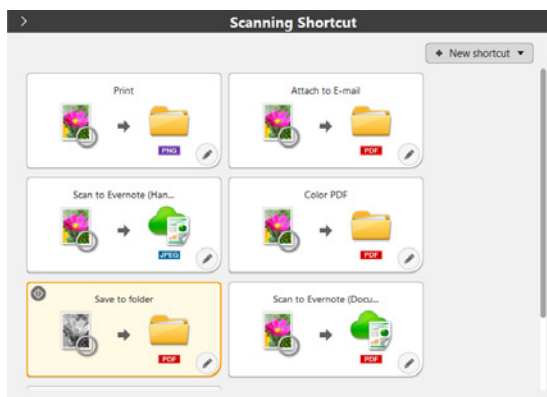 Scanning Shortcut
+ New shortcut
Print
PNG
Attach to E-mail
PDF
Scan to Evernote (Han...
JPEG
Color PDF
PDF
Save to folder
PDF
Scan to Evernote (Docu...
PDF